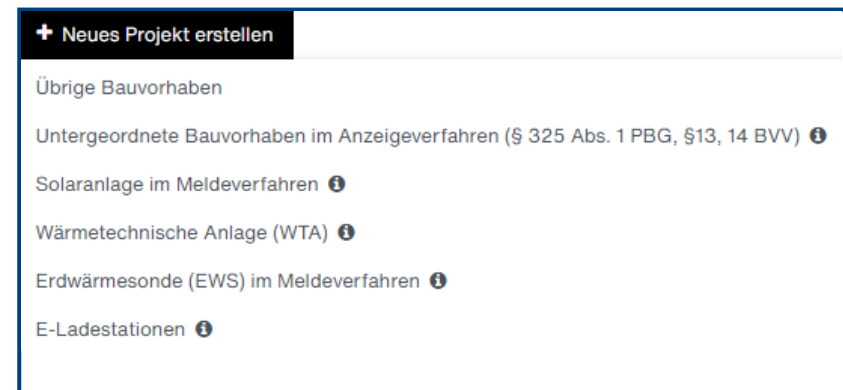 + Neues Projekt erstellen
Übrige Bauvorhaben
Untergeordnete Bauvorhaben im Anzeigeverfahren (§ 325 Abs. 1 PBG, §13, 14 BVV)
Solaranlage im Meldeverfahren
Wärmetechnische Anlage (WTA)
Erdwärmesonde (EWS) im Meldeverfahren
E-Ladestationen